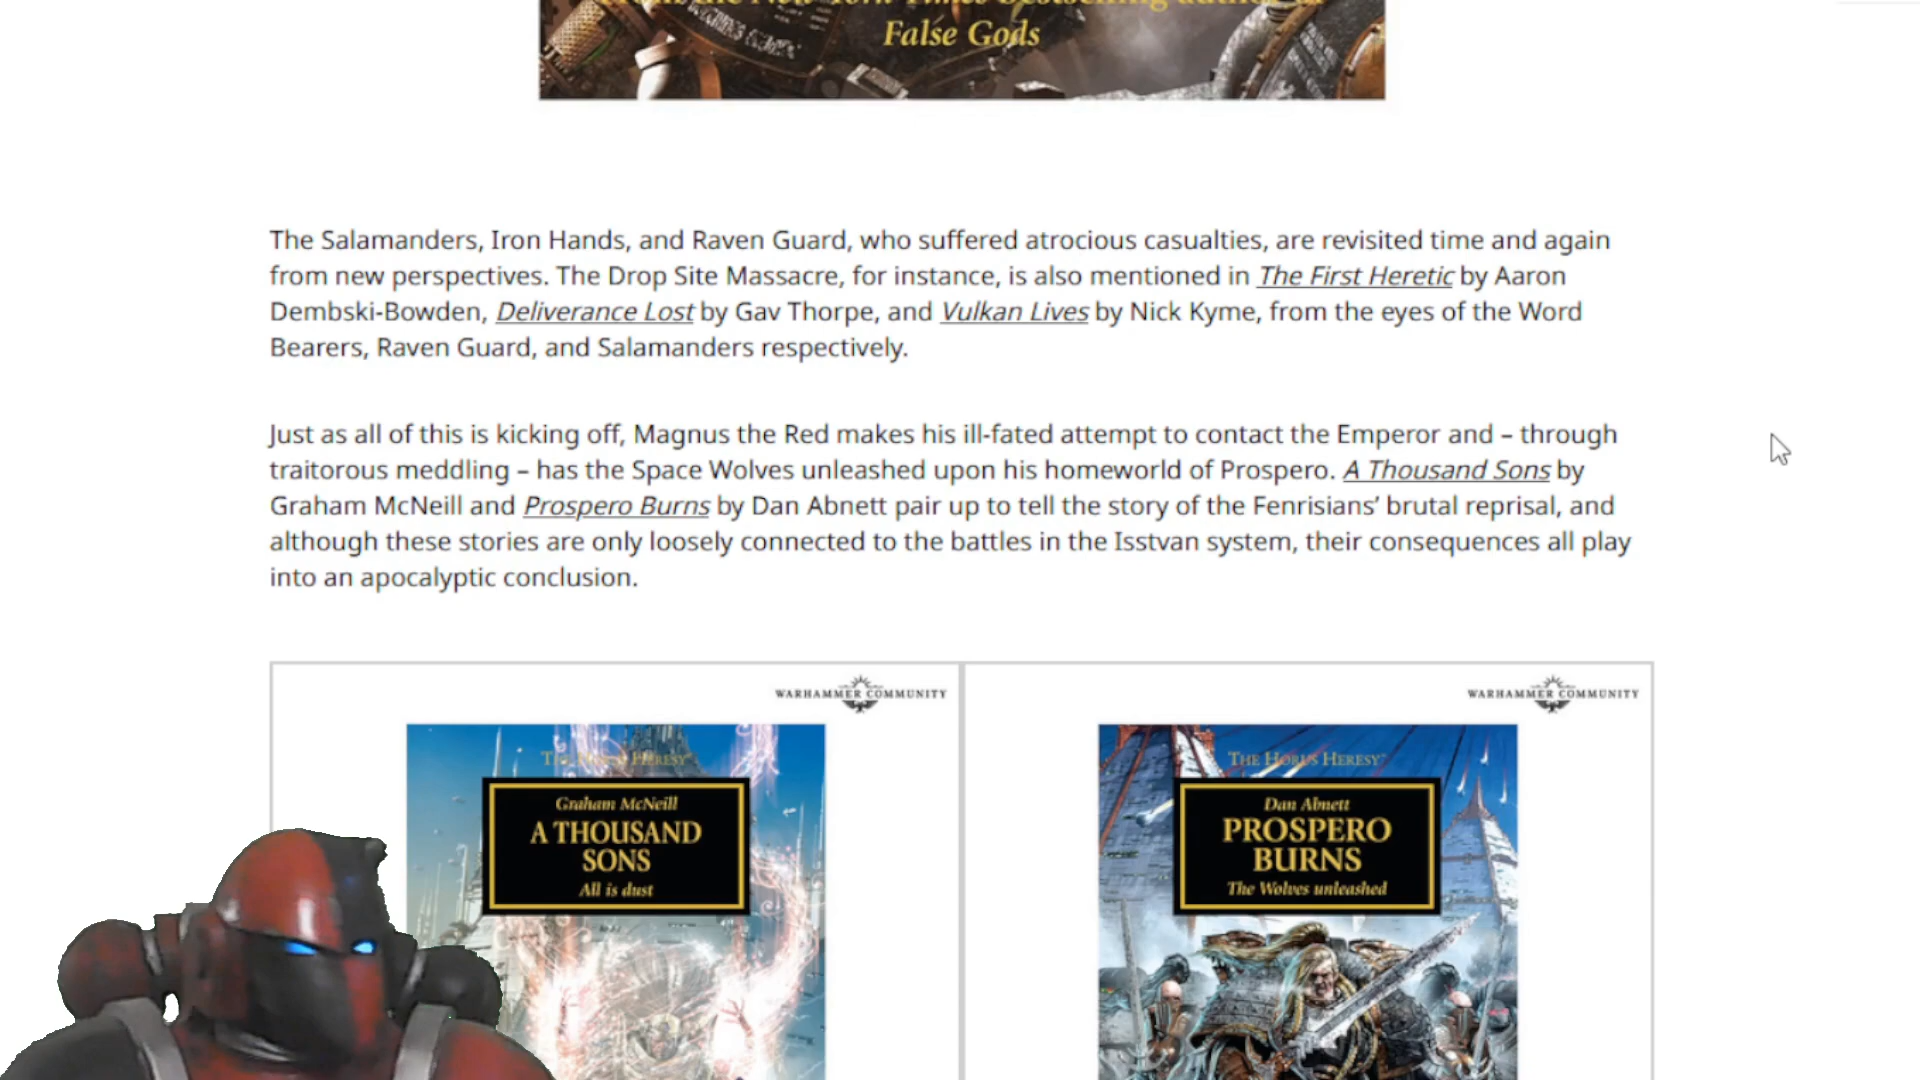 False Gods
The Salamanders, Iron Hands, and Raven Guard, who suffered atrocious casualties, are revisited time and again
from new perspectives. The Drop Site Massacre, for instance, is also mentioned in The First Heretic by Aaron
Dembski-Bowden, Deliverance Lost by Gav Thorpe, and Vulkan Lives by Nick Kyme, from the eyes of the Word
Bearers, Raven Guard, and Salamanders respectively.
Just as all of this is kicking off, Magnus the Red makes his ill-fated attempt to contact the Emperor and – through
traitorous meddling – has the Space Wolves unleashed upon his homeworld of Prospero. A Thousand Sons by
Graham McNeill and Prospero Burns by Dan Abnett pair up to tell the story of the Fenrisians’ brutal reprisal, and
although these stories are only loosely connected to the battles in the Isstvan system, their consequences all play
into an apocalyptic conclusion.
WARHAMMER COMMUNITY
THE HORUS HERESY
Graham McNeill
A THOUSAND
SONS
All is dust
WARHAMMER COMMUNITY
THE HORUS HERESY
Dan Abnett
PROSPERO
BURNS
The Wolves unleashed